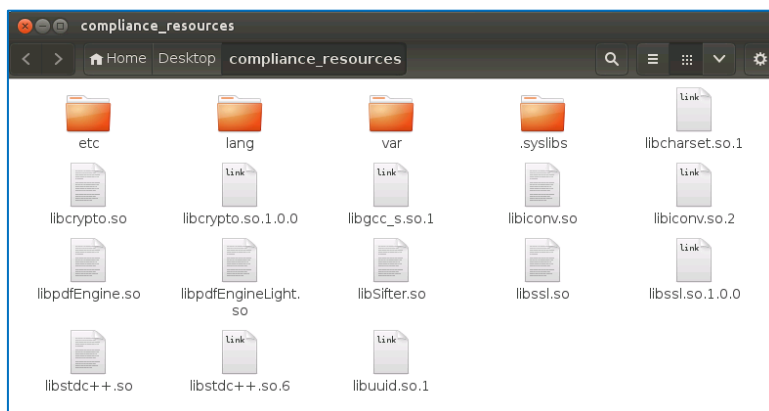 compliance_resources
Home Desktop compliance_resources
link
etc lang var .syslibs libcharset.so.1
link link link
libcrypto.so libcrypto.so.1.0.0 libgcc_s.so.1 libiconv.so libiconv.so.2
link
libpdfEngine.so libpdfEngineLight. libSifter.so libssl.so libssl.so.1.0.0
so
link link
libstdc++.so libstdc++.so.6 libuuid.so.1